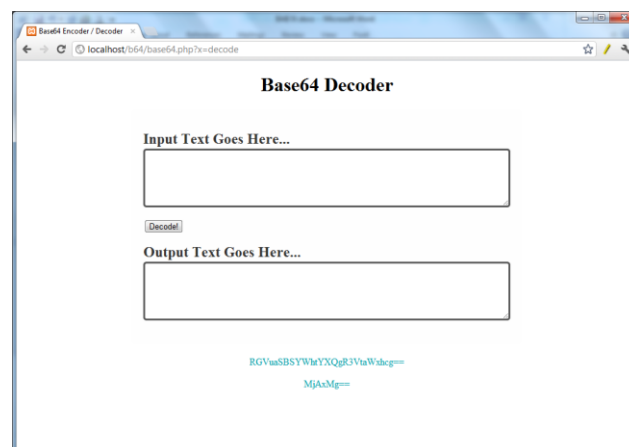 Base64 Encoder / Decoder
localhost/b64/base64.php?x=decode
Base64 Decoder
Input Text Goes Here...
Decode!
Output Text Goes Here...
RGVuaSBSYWhtYXQgR3VtaWxhcg==
MjAxMg==